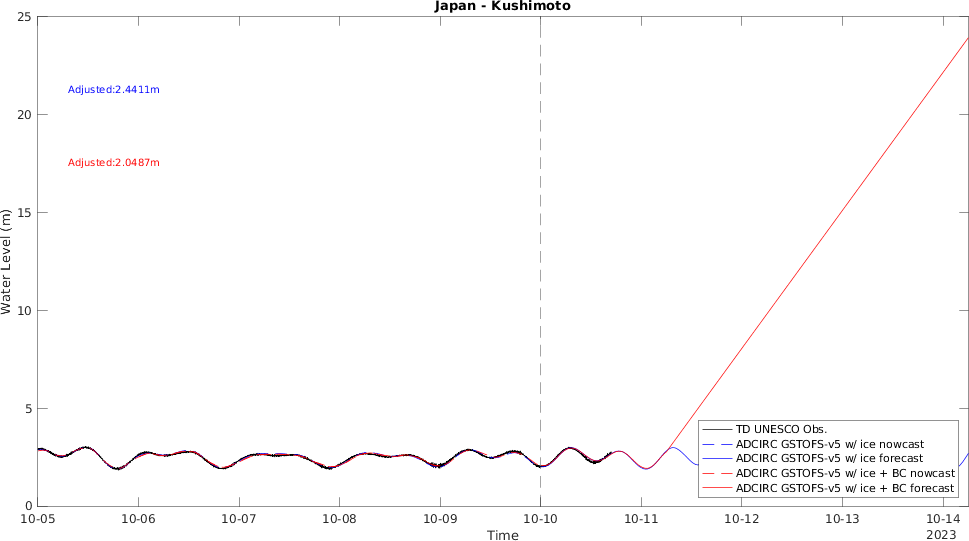 Japan - Kushimoto
25
20
15
10
5
0
Water Level (m)
Adjusted:2.4411m
Adjusted:2.0487m
TD UNESCO Obs.
ADCIRC GSTOFS-v5 w/ ice nowcast
ADCIRC GSTOFS-v5 w/ ice forecast
ADCIRC GSTOFS-v5 w/ ice + BC nowcast
ADCIRC GSTOFS-v5 w/ ice + BC forecast
10-05 10-06 10-07 10-08 10-09 10-10 10-11 10-12 10-13 10-14
2023
Time